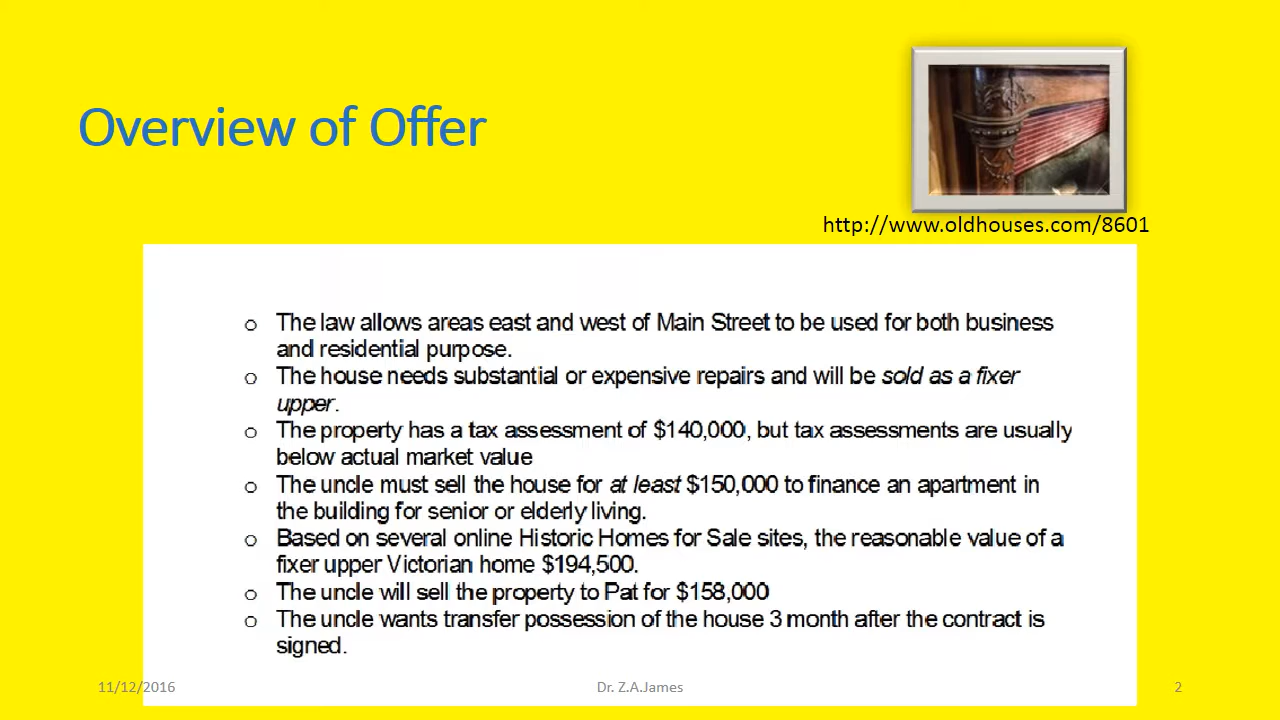 Overview of Offer
http://www.oldhouses.com/8601
o The law allows areas east and west of Main Street to be used for both business
and residential purpose.
o The house needs substantial or expensive repairs and will be sold as a fixer
upper.
o The property has a tax assessment of $140,000, but tax assessments are usually
below actual market value
o The uncle must sell the house for at least $150,000 to finance an apartment in
the building for senior or elderly living.
o Based on several online Historic Homes for Sale sites, the reasonable value of a
fixer upper Victorian home $194,500.
o The uncle will sell the property to Pat for $158,000
o The uncle wants transfer possession of the house 3 month after the contract is
signed.
11/12/2016 Dr. Z.A.James 2